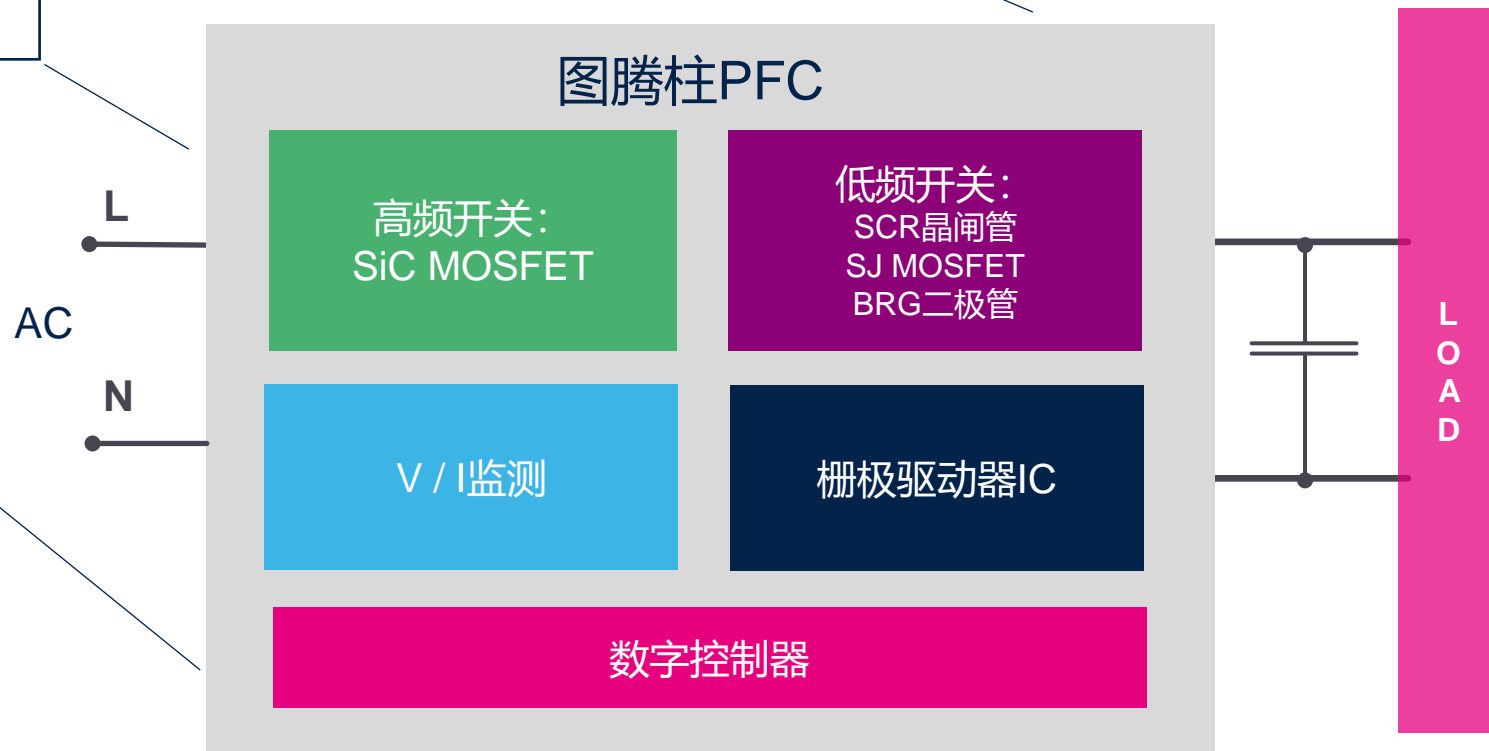 图腾柱PFC
高频开关：
SiC MOSFET
低频开关：
SCR晶闸管
SJ MOSFET
BRG二极管
L
AC
N
V / I监测
栅极驱动器IC
数字控制器
L
O
A
D